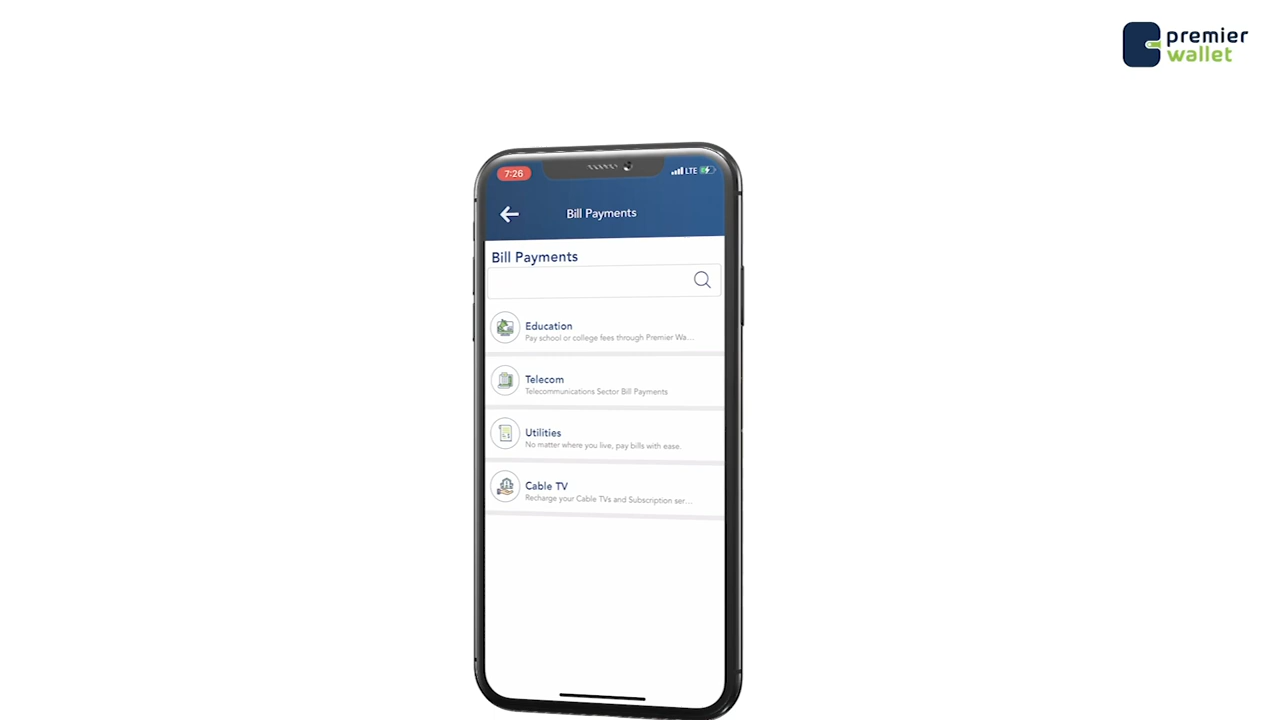 premier
wallet
7:26
LTE
Bill Payments
Bill Payments
Education
Pay school or college fees through Premier Wa...
Telecom
Telecommunications Sector Bill Payments
Utilities
No matter where you live, pay bills with ease.
Cable TV
Recharge your Cable TVs and Subscription ser...